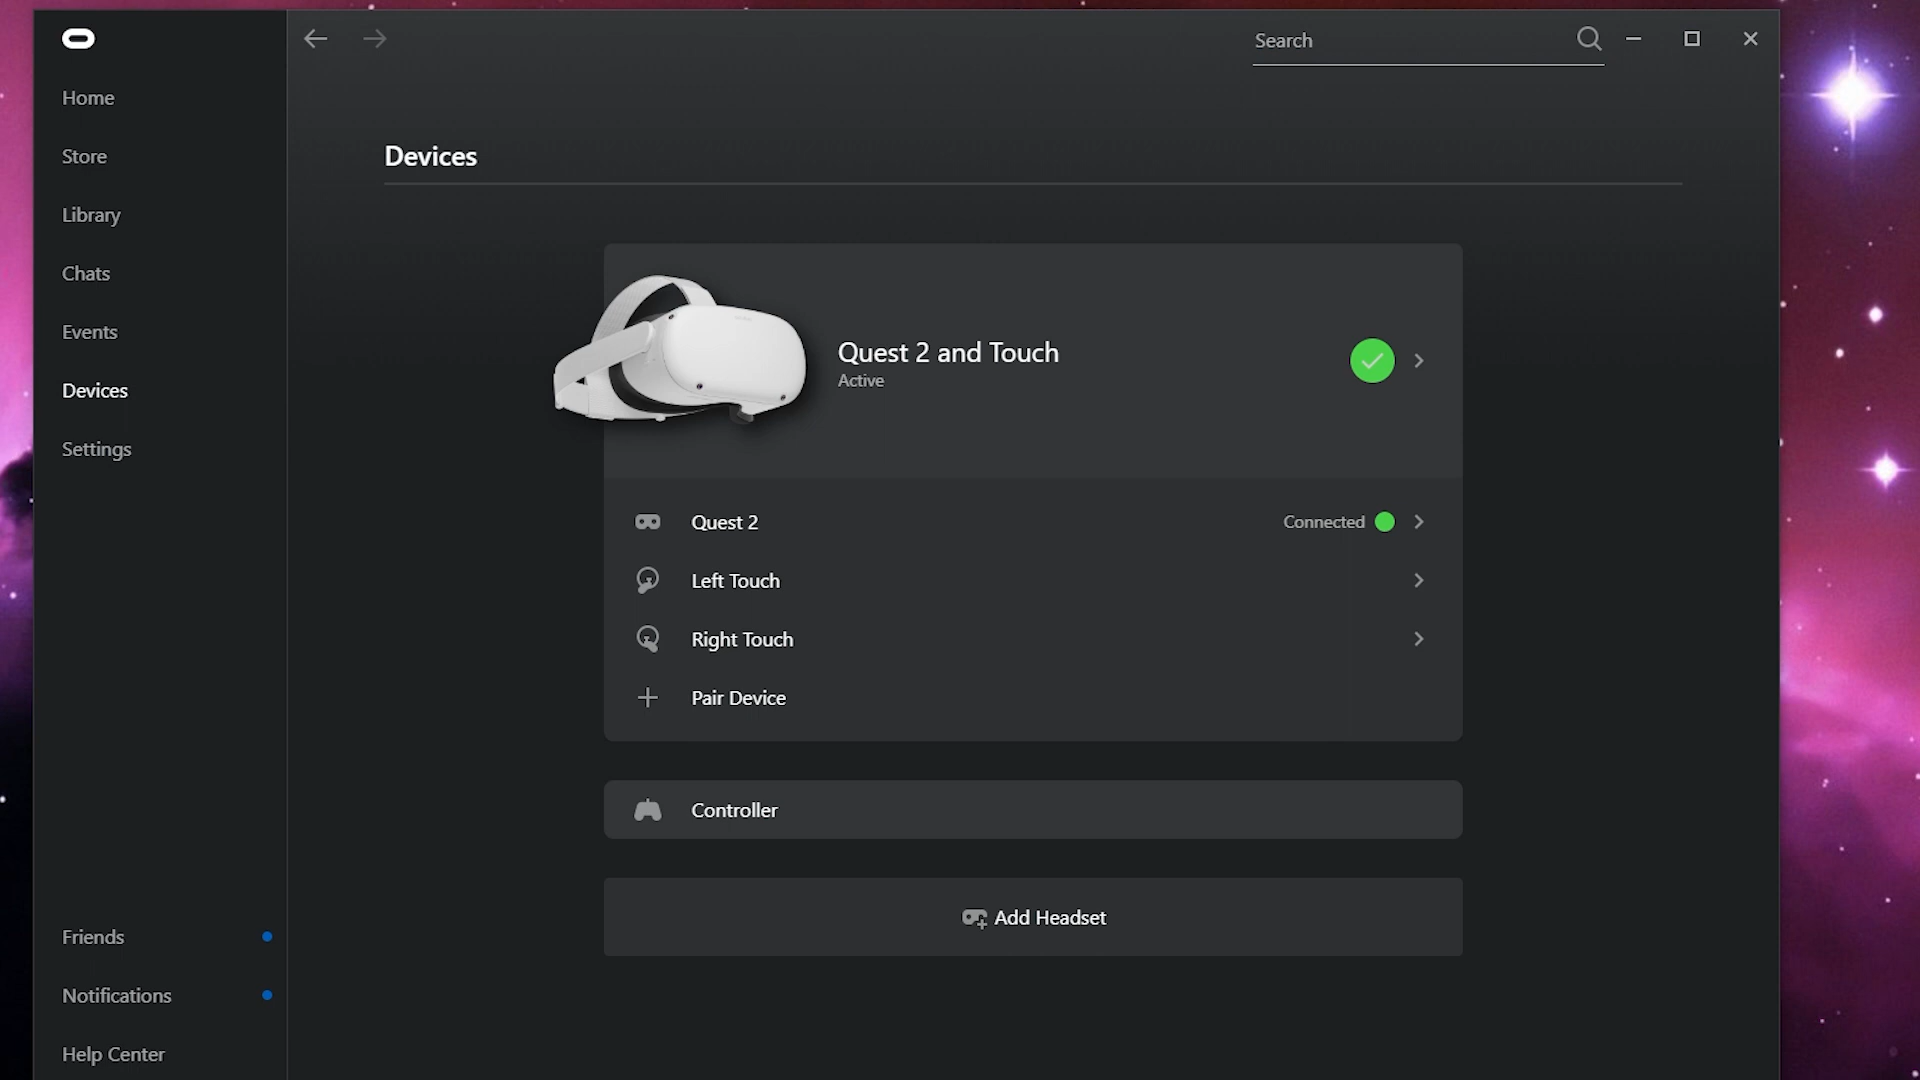 Search
Home
Store
Library
Chats
Events
Devices
Settings
Friends
Notifications
Help Center
Devices
Quest 2 and Touch
Active
Quest 2
Connected
Left Touch
Right Touch
Pair Device
Controller
Add Headset